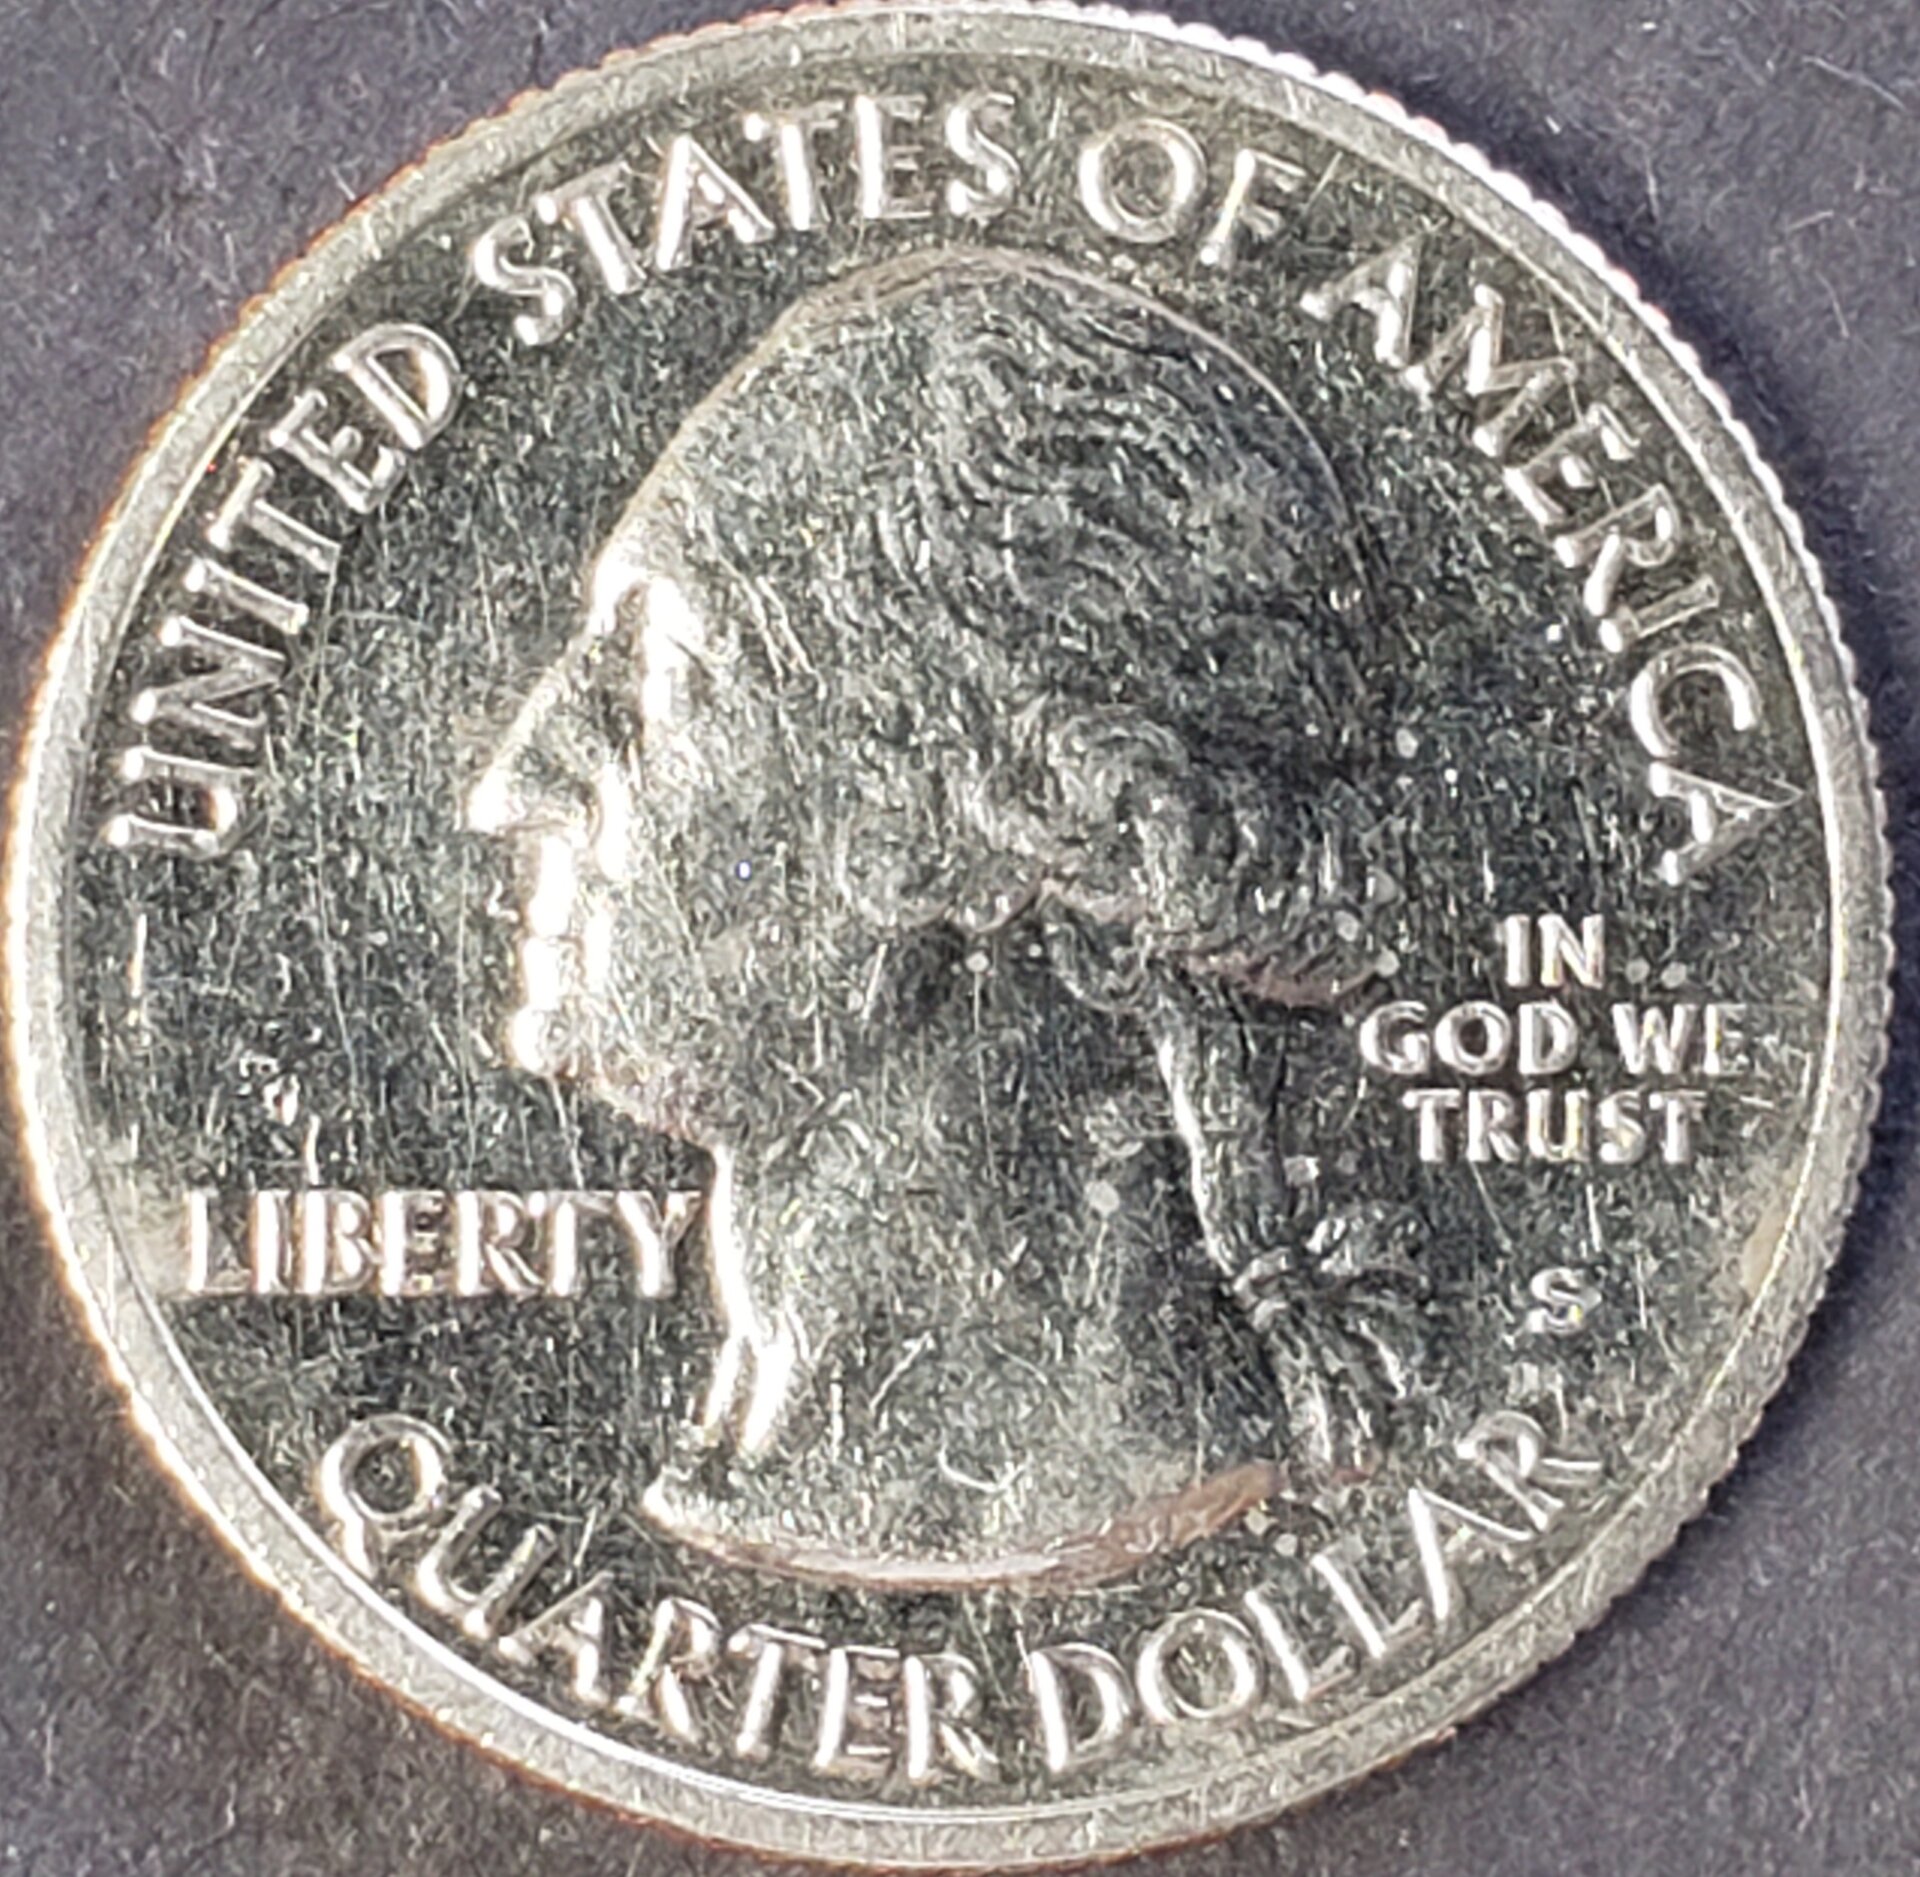 UNITED STATES OF AMERICA
IN
GOD WE
TRUST
LIBERTY
S
QUARTER DOLLAR